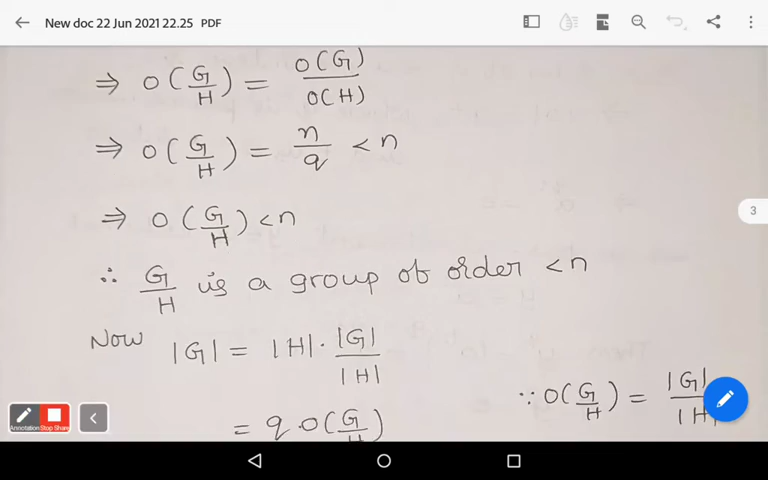 New doc 22 Jun 2021 22.25 PDF
⇒ O(G/H) = O(G)/O(H)
⇒ O(G/H) = n/q < n
⇒ O(G/H) < n
3
∴ G/H is a group of order < n
Now |G| = |H| · |G|/|H|
∵ O(G/H) = |G|/|H|
= q · O(G/H)
Annotation Stop Share